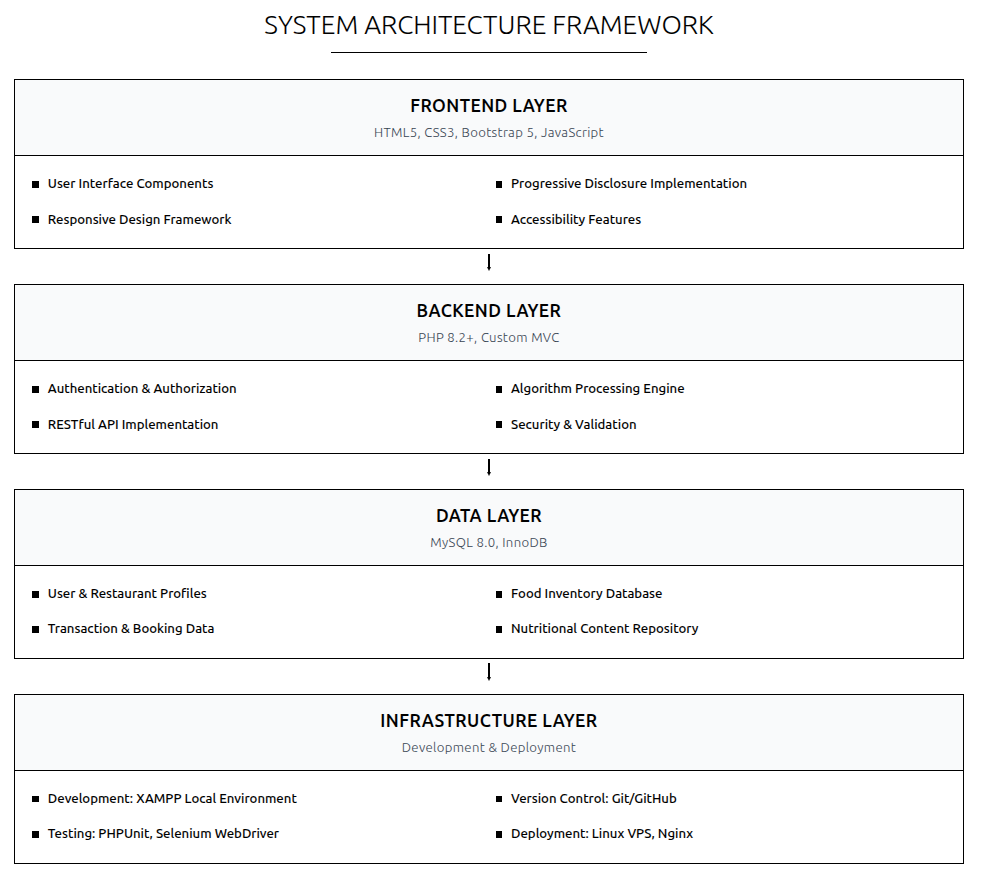 SYSTEM ARCHITECTURE FRAMEWORK
FRONTEND LAYER
HTML5, CSS3, Bootstrap 5, JavaScript
User Interface Components
Progressive Disclosure Implementation
Responsive Design Framework
Accessibility Features
BACKEND LAYER
PHP 8.2+, Custom MVC
Authentication & Authorization
Algorithm Processing Engine
RESTful API Implementation
Security & Validation
DATA LAYER
MySQL 8.0, InnoDB
User & Restaurant Profiles
Food Inventory Database
Transaction & Booking Data
Nutritional Content Repository
INFRASTRUCTURE LAYER
Development & Deployment
Development: XAMPP Local Environment
Version Control: Git/GitHub
Testing: PHPUnit, Selenium WebDriver
Deployment: Linux VPS, Nginx